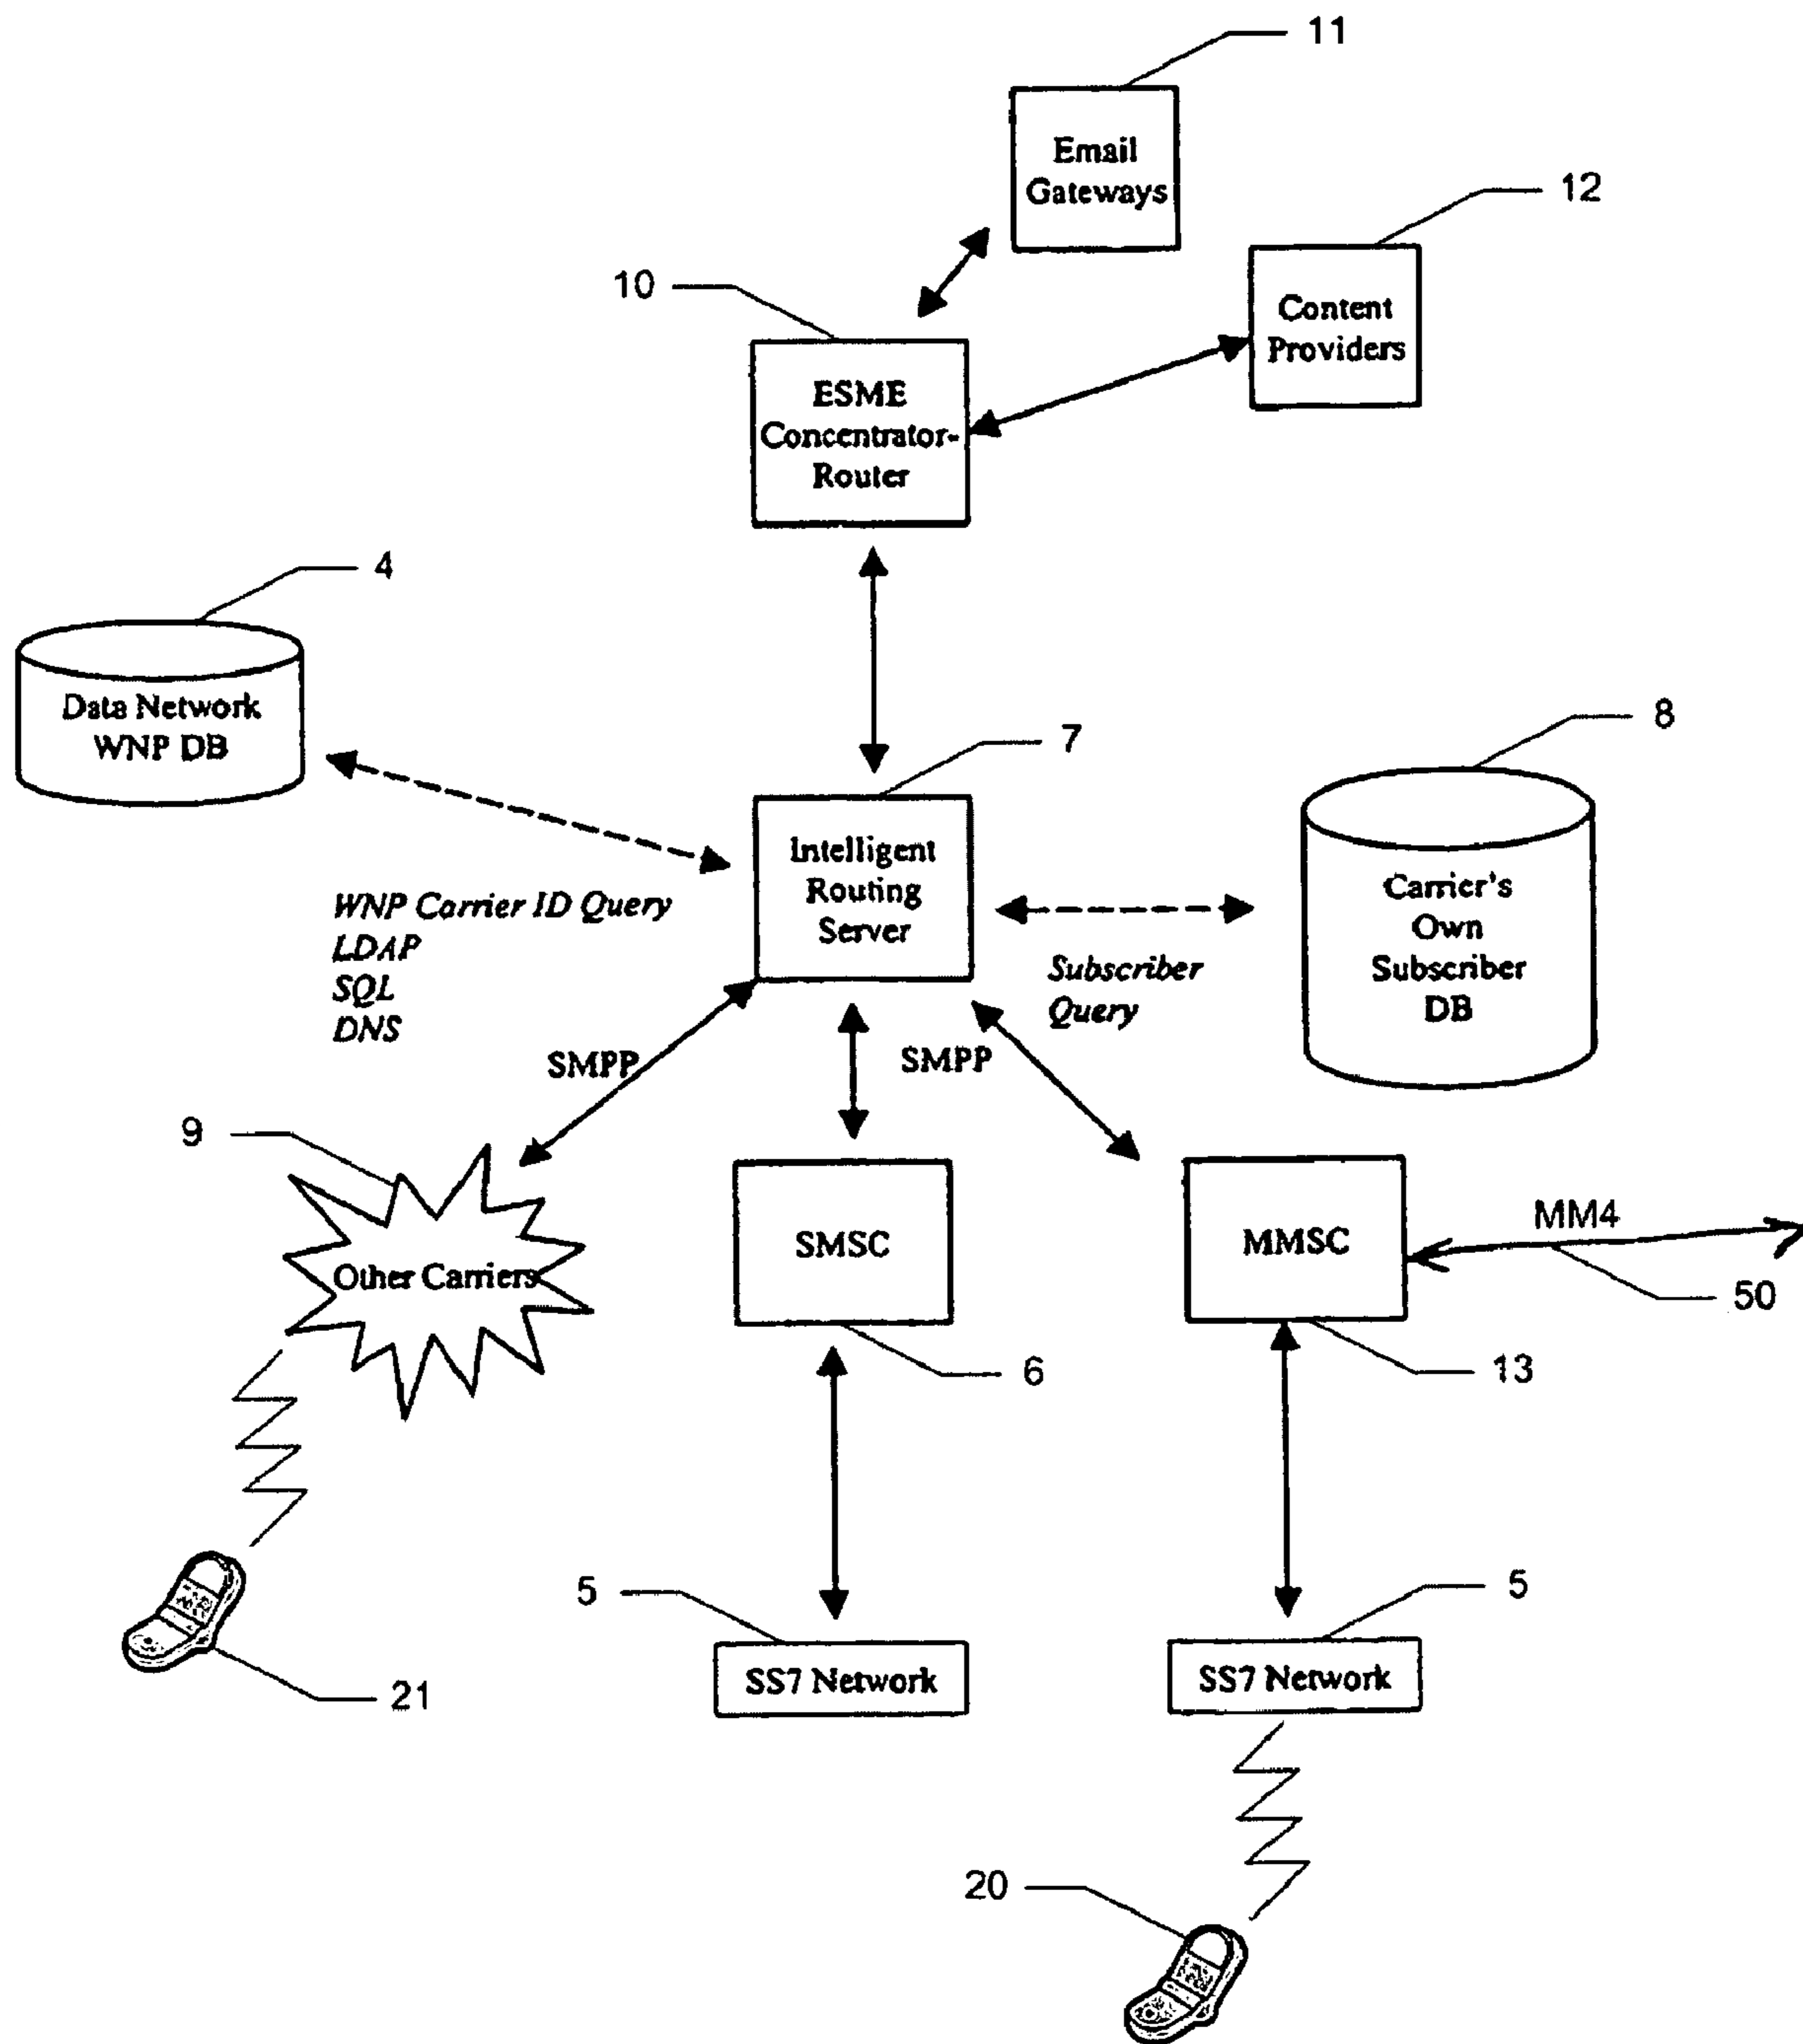 11
Email
Gateways
12
10
Content
Providers
ESME
Concentrator-
Router
4
Data Network
WNP DB
8
7
Intelligent
Routing
Server
Carrier's
Own
Subscriber
DB
WNP Carrier ID Query
LDAP
SQL
DNS
Subscriber
Query
SMPP
SMPP
9
Other Carriers
SMSC
MMSC
MM4
50
6
13
5
5
SS7 Network
SS7 Network
21
20